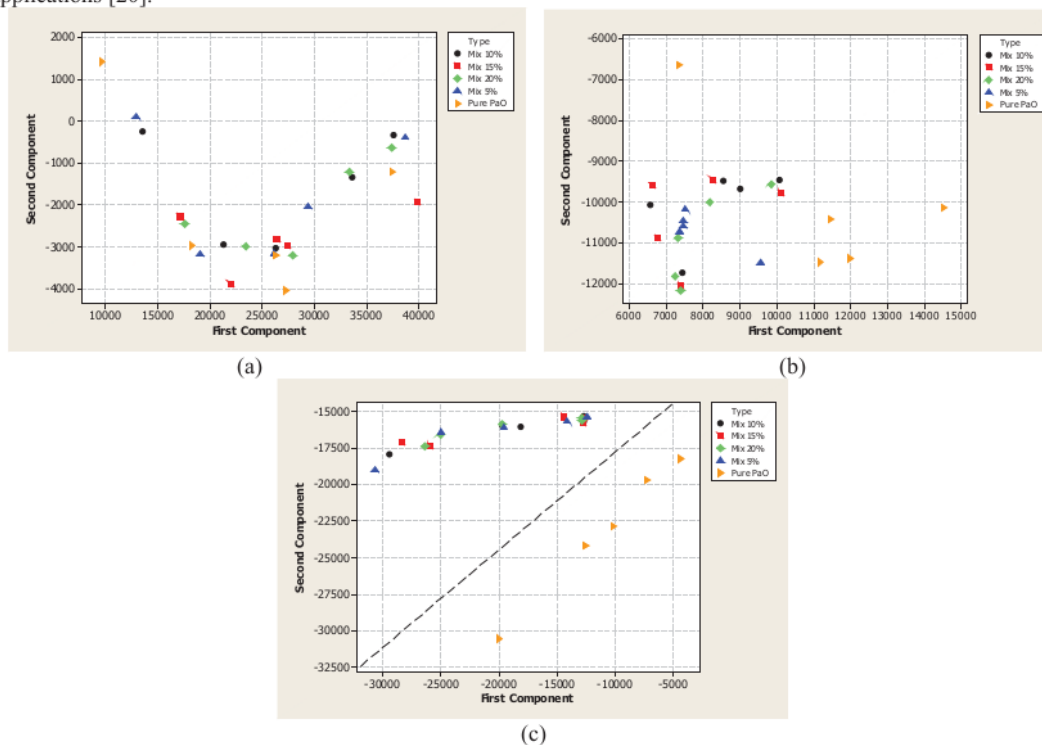 pplications [20].
2000
1000
0
-1000
-2000
-3000
-4000
Second Component
10000 15000 20000 25000 30000 35000 40000
First Component
Type
Mix 10%
Mix 15%
Mix 20%
Mix 5%
Pure PaO
(a)
-6000
-7000
-8000
-9000
-10000
-11000
-12000
Second Component
6000 7000 8000 9000 10000 11000 12000 13000 14000 15000
First Component
Type
Mix 10%
Mix 15%
Mix 20%
Mix 5%
Pure PaO
(b)
-15000
-17500
-20000
-22500
-25000
-27500
-30000
-32500
Second Component
-30000 -25000 -20000 -15000 -10000 -5000
First Component
Type
Mix 10%
Mix 15%
Mix 20%
Mix 5%
Pure PaO
(c)